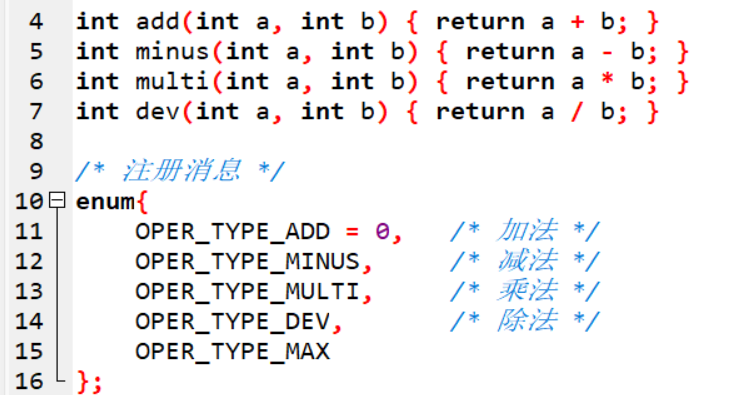 4 int add(int a, int b) { return a + b; }
5 int minus(int a, int b) { return a - b; }
6 int multi(int a, int b) { return a * b; }
7 int dev(int a, int b) { return a / b; }
8
9 /* 注册消息 */
10 enum{
11 OPER_TYPE_ADD = 0, /* 加法 */
12 OPER_TYPE_MINUS, /* 减法 */
13 OPER_TYPE_MULTI, /* 乘法 */
14 OPER_TYPE_DEV, /* 除法 */
15 OPER_TYPE_MAX
16 };